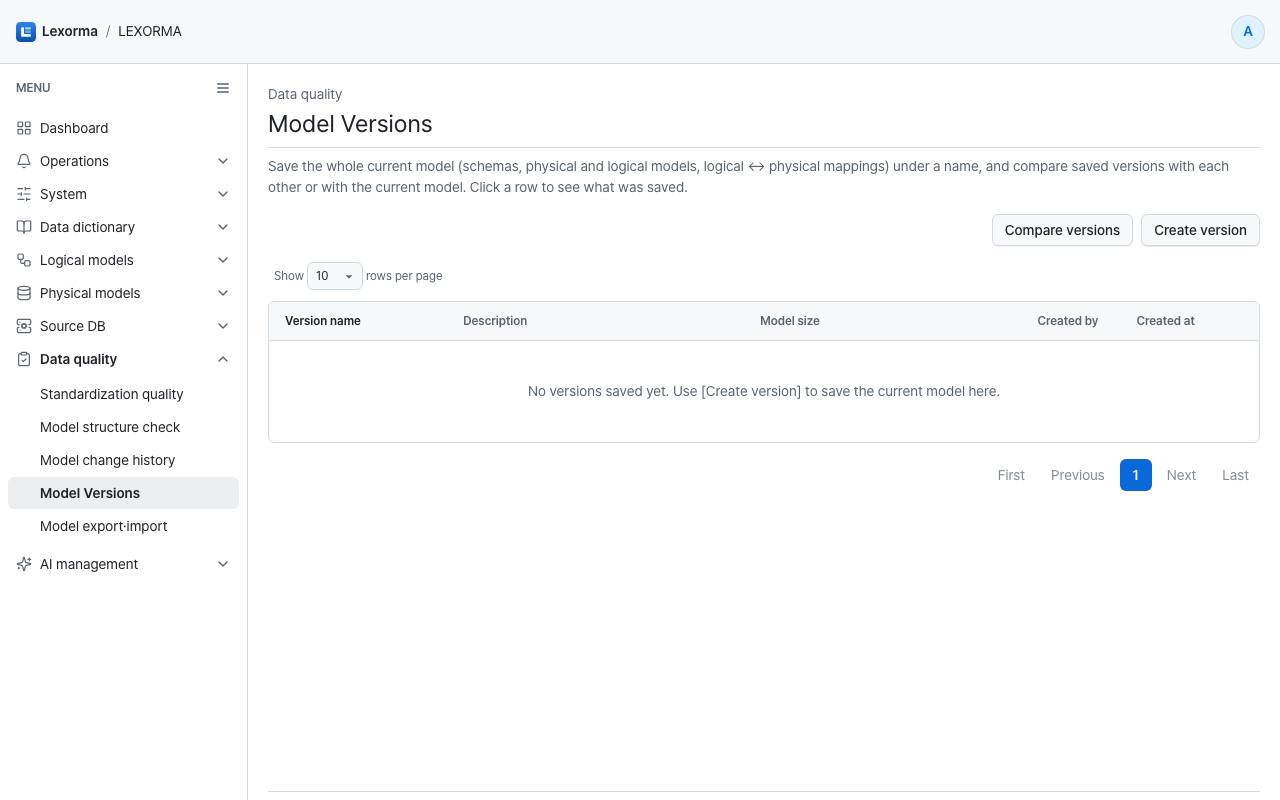 Lexorma / LEXORMA
A
MENU
Dashboard
Operations
System
Data dictionary
Logical models
Physical models
Source DB
Data quality
Standardization quality
Model structure check
Model change history
Model Versions
Model export·import
AI management
Data quality
Model Versions
Save the whole current model (schemas, physical and logical models, logical ↔ physical mappings) under a name, and compare saved versions with each
other or with the current model. Click a row to see what was saved.
Compare versions Create version
Show 10 rows per page
Version name Description Model size Created by Created at
No versions saved yet. Use [Create version] to save the current model here.
First Previous 1 Next Last